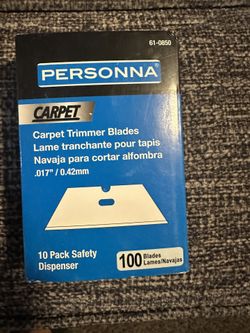 61-0850
PERSONNA
CARPET
Carpet Trimmer Blades
Lame tranchante pour tapis
Navaja para cortar alfombra
.017" / 0.42mm
10 Pack Safety
Dispenser
100 Blades
Lames/Navajas